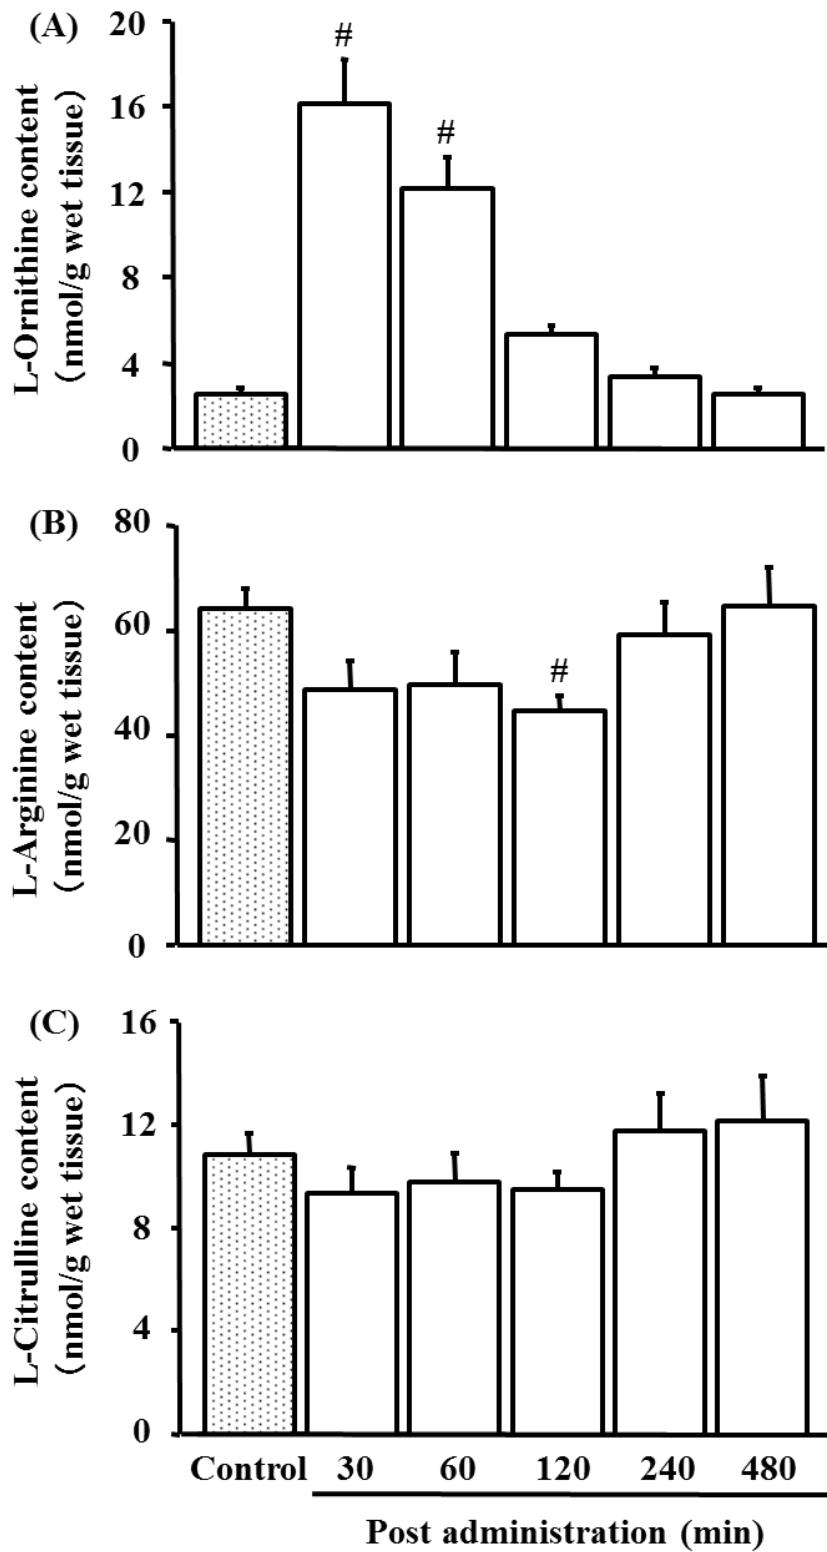 (A)
L-Ornithine content
(nmol/g wet tissue)
20
16
12
8
4
0
#
#
(B)
L-Arginine content
(nmol/g wet tissue)
80
60
40
20
0
#
(C)
L-Citrulline content
(nmol/g wet tissue)
16
12
8
4
0
Control 30 60 120 240 480
Post administration (min)